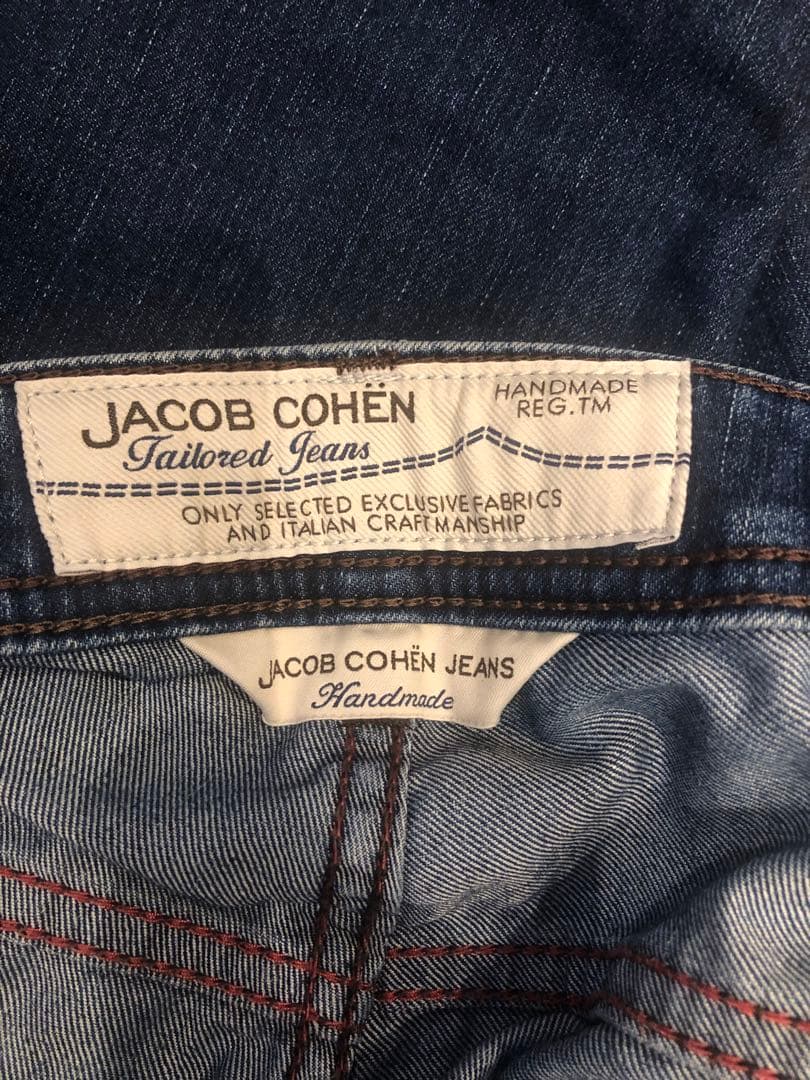 JACOB COHËN
HANDMADE
REG.TM
Tailored Jeans
ONLY SELECTED EXCLUSIVE FABRICS
AND ITALIAN CRAFTMANSHIP
JACOB COHËN JEANS
Handmade